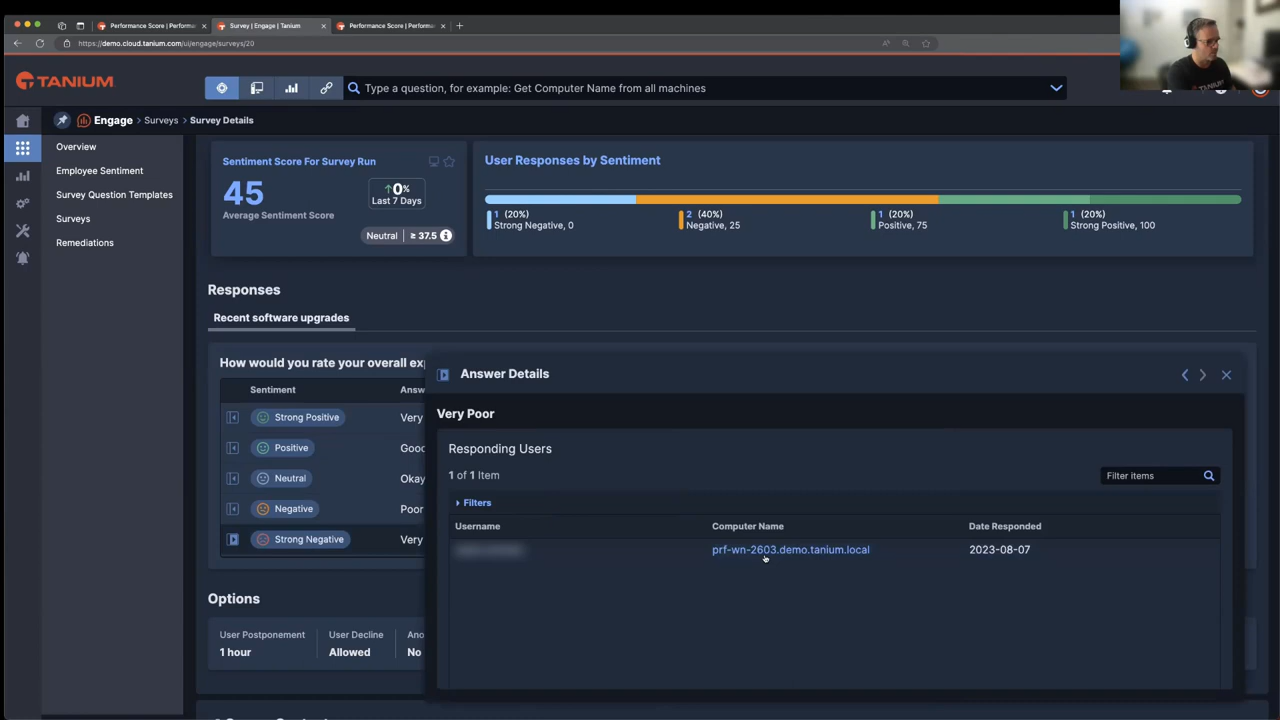 Performance Score | Performa
Survey | Engage | Tanium
Performance Score | Perform
https://demo.cloud.tanium.com/ui/engage/surveys/20
TANIUM
Type a question, for example: Get Computer Name from all machines
Engage
Surveys
Survey Details
Overview
Employee Sentiment
Survey Question Templates
Surveys
Remediations
Sentiment Score For Survey Run
45
Average Sentiment Score
0%
Last 7 Days
Neutral
≥ 37.5
User Responses by Sentiment
1 (20%)
Strong Negative, 0
2 (40%)
Negative, 25
1 (20%)
Positive, 75
1 (20%)
Strong Positive, 100
Responses
Recent software upgrades
How would you rate your overall exp
Sentiment
Answ
Strong Positive
Very
Positive
Good
Neutral
Okay
Negative
Poor
Strong Negative
Very
Answer Details
Very Poor
Responding Users
1 of 1 Item
Filter items
Filters
Username
Computer Name
Date Responded
prf-wn-2603.demo.tanium.local
2023-08-07
Options
User Postponement
1 hour
User Decline
Allowed
Ano
No